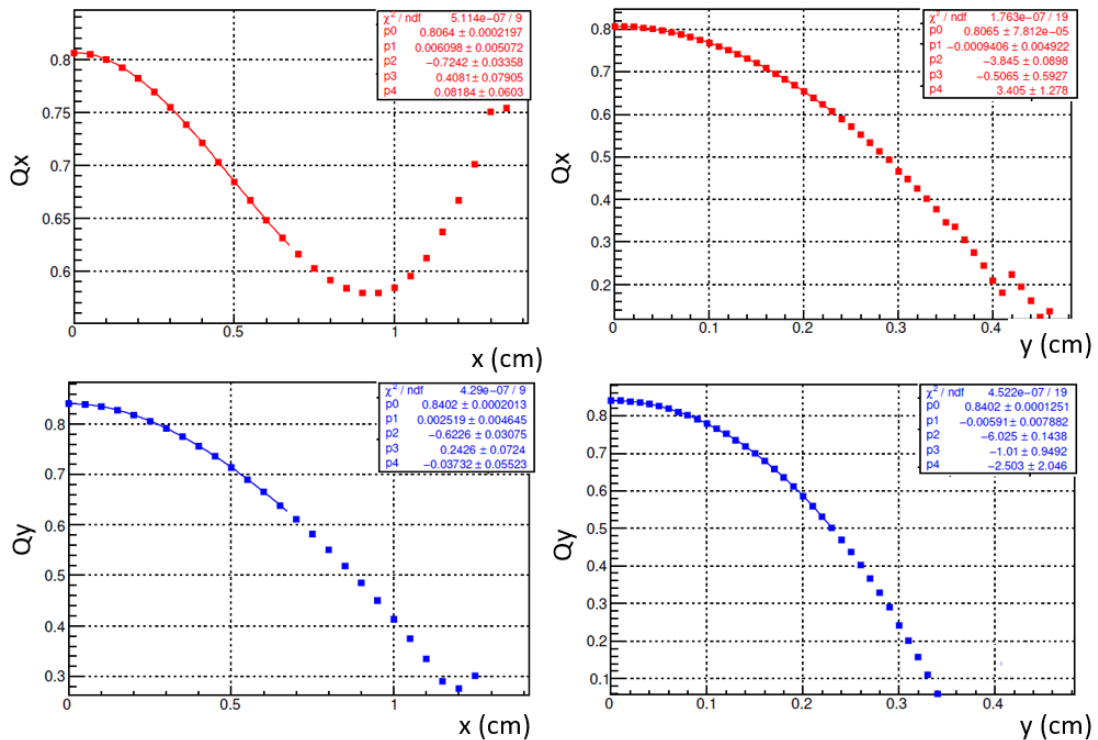 χ² / ndf 5.114e-07 / 9
p0 0.8064 ± 0.0002197
p1 0.006098 ± 0.005072
p2 −0.7242 ± 0.03358
p3 0.4081 ± 0.07905
p4 0.08184 ± 0.0603
0.8
0.75
0.7
0.65
0.6
Qx
0
0.5
1
x (cm)
χ² / ndf 1.763e-07 / 19
p0 0.8065 ± 7.812e-05
p1 -0.0009406 ± 0.004922
p2 −3.845 ± 0.0898
p3 −0.5065 ± 0.5927
p4 3.405 ± 1.278
0.8
0.7
0.6
0.5
0.4
0.3
0.2
Qx
0
0.1
0.2
0.3
0.4
y (cm)
χ² / ndf 4.29e-07 / 9
p0 0.8402 ± 0.0002013
p1 0.002519 ± 0.004645
p2 −0.6226 ± 0.03075
p3 0.2426 ± 0.0724
p4 −0.03732 ± 0.05523
0.8
0.7
0.6
0.5
0.4
0.3
Qy
0
0.5
1
x (cm)
χ² / ndf 4.522e-07 / 19
p0 0.8402 ± 0.0001251
p1 −0.00591 ± 0.007882
p2 −6.025 ± 0.1438
p3 −1.01 ± 0.9492
p4 −2.503 ± 2.046
0.8
0.7
0.6
0.5
0.4
0.3
0.2
0.1
Qy
0
0.1
0.2
0.3
0.4
y (cm)